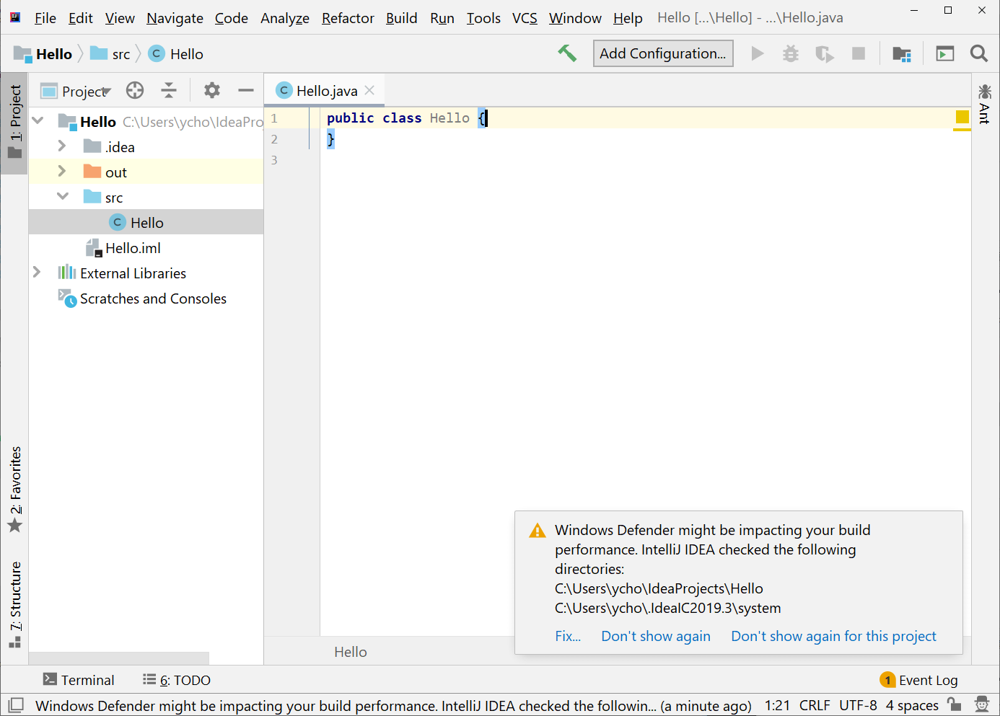 File Edit View Navigate Code Analyze Refactor Build Run Tools VCS Window Help Hello [...\Hello] - ...\Hello.java
Hello src C Hello Add Configuration...
1: Project
Project
C Hello.java
Ant
Hello C:\Users\ycho\IdeaPro
.idea
out
src
C Hello
Hello.iml
External Libraries
Scratches and Consoles
1 public class Hello {
2 }
3
2: Favorites
7: Structure
Windows Defender might be impacting your build
performance. IntelliJ IDEA checked the following
directories:
C:\Users\ycho\IdeaProjects\Hello
C:\Users\ycho\.IdeaIC2019.3\system
Fix... Don't show again Don't show again for this project
Hello
Terminal 6: TODO 1 Event Log
Windows Defender might be impacting your build performance. IntelliJ IDEA checked the followin... (a minute ago) 1:21 CRLF UTF-8 4 spaces